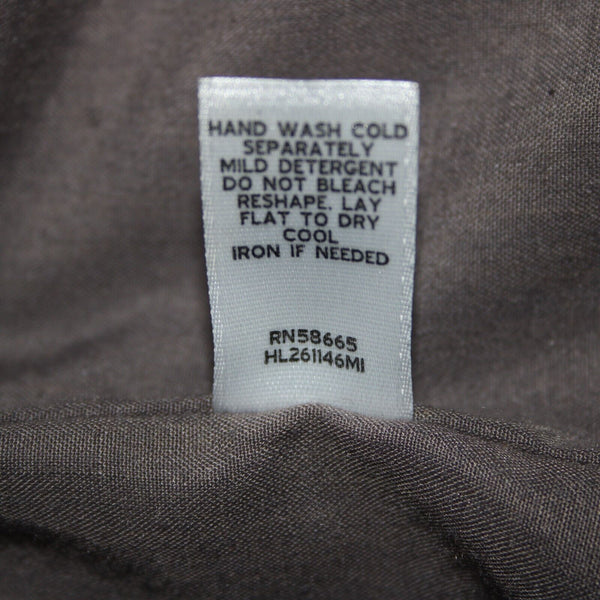 HAND WASH COLD
SEPARATELY
MILD DETERGENT
DO NOT BLEACH
RESHAPE. LAY
FLAT TO DRY
COOL
IRON IF NEEDED
RN58665
HL261146MI